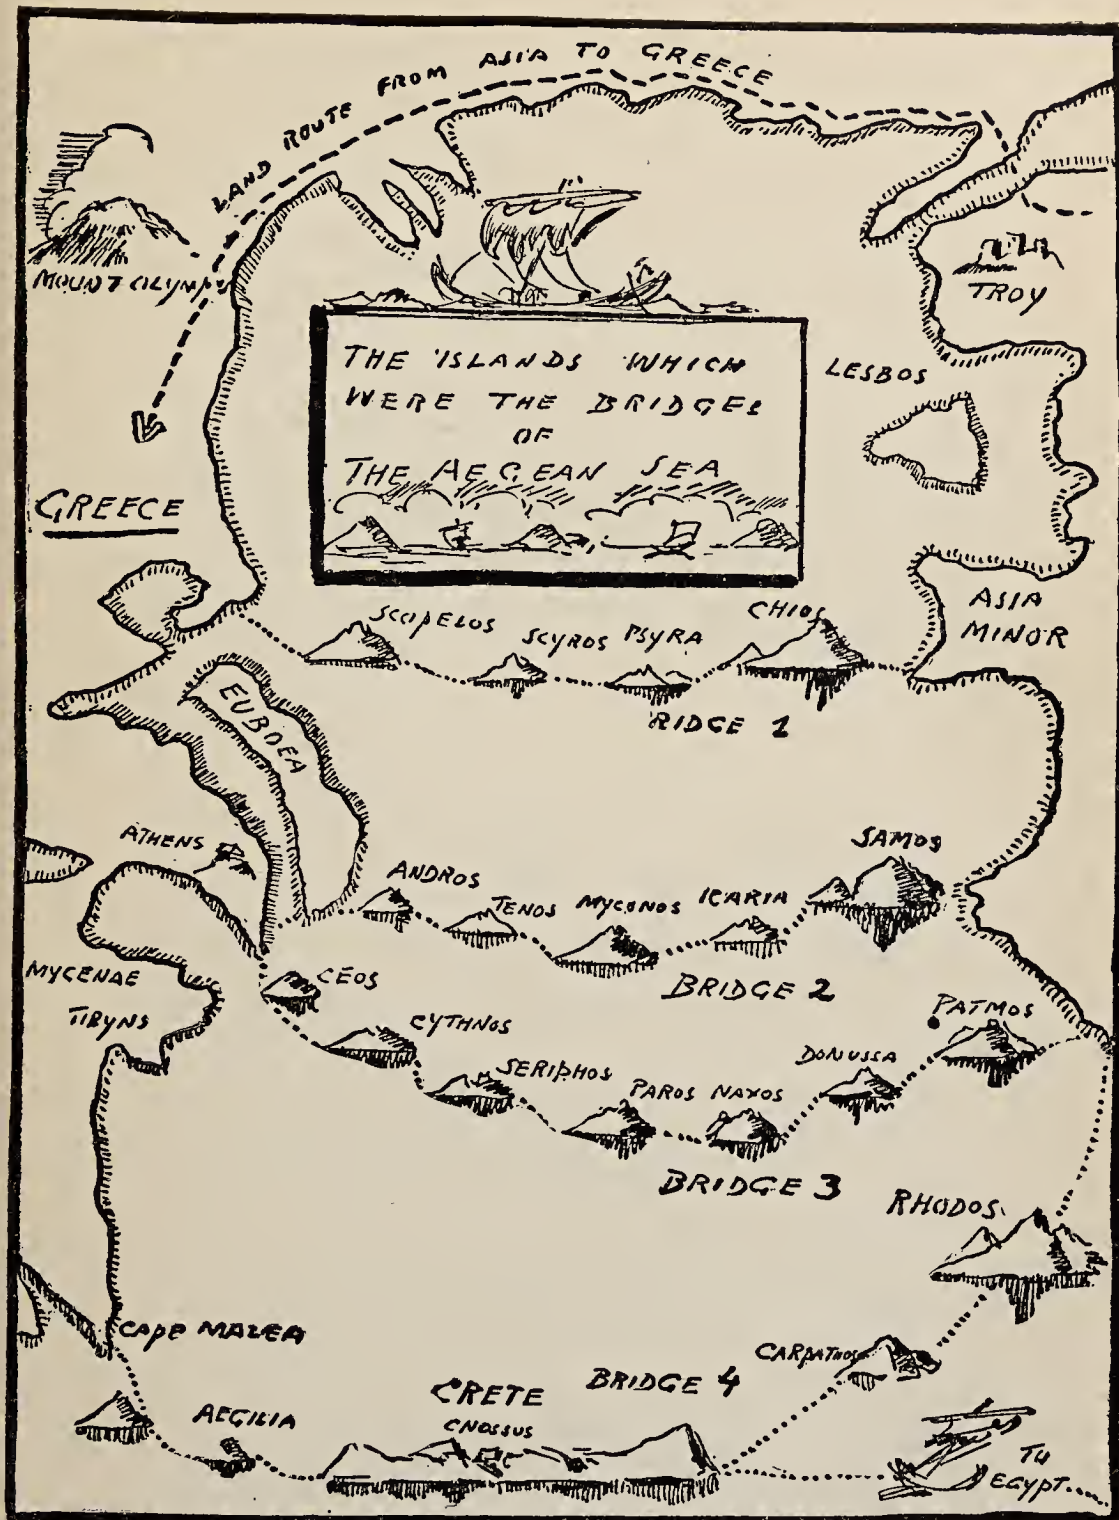 LAND ROUTE FROM ASIA TO GREECE
MOUNT OLYMPUS
TROY
THE ISLANDS WHICH
WERE THE BRIDGES
OF
THE AEGEAN SEA
LESBOS
GREECE
ASIA
MINOR
SCOPELOS
SCYROS
PSYRA
CHIOS
RIDGE 1
EUBOEA
ATHENS
ANDROS
TENOS
MYCONOS
ICARIA
SAMOS
BRIDGE 2
MYCENAE
TIRYNS
CEOS
CYTHNOS
SERIPHOS
PAROS
NAXOS
DONUSSA
PATMOS
BRIDGE 3
RHODOS
CAPE MALEA
CARPATHOS
AEGILIA
CRETE
CNOSSUS
BRIDGE 4
TO
EGYPT